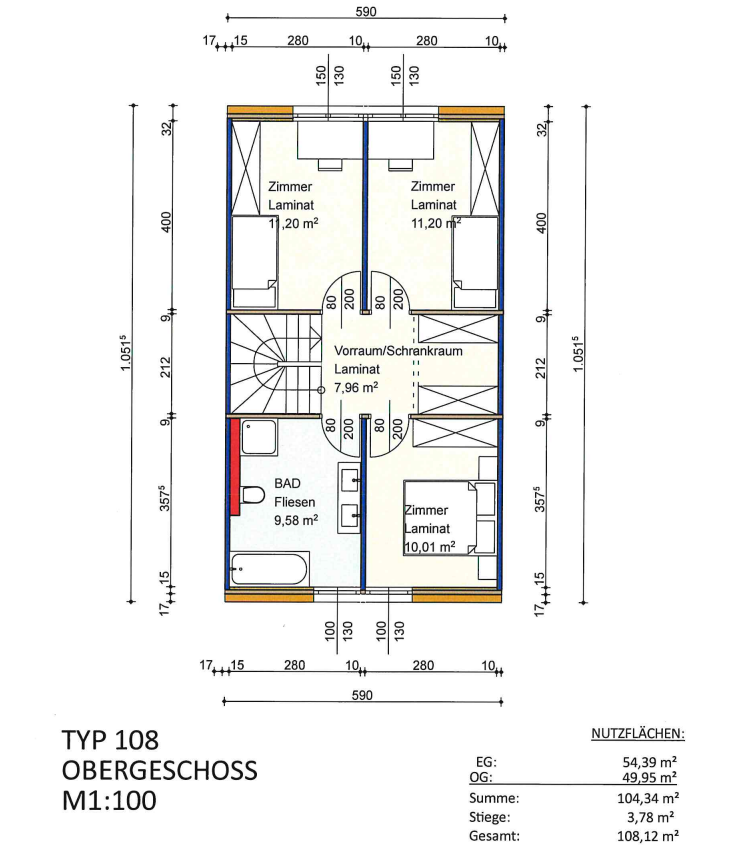 590
17 15 280 10 280 10
150 130 150 130
32 32
Zimmer Zimmer
Laminat Laminat
11,20 m² 11,20 m²
400 400
80 200 80 200
9 9
1.051⁵ 1.051⁵
Vorraum/Schrankraum
Laminat
7,96 m²
212 212
9 9
80 200 80 200
BAD
Fliesen
9,58 m²
Zimmer
Laminat
10,01 m²
357⁵ 357⁵
15 15
17 17
100 130 100 130
17 15 280 10 280 10
590
TYP 108
OBERGESCHOSS
M1:100
NUTZFLÄCHEN:
EG: 54,39 m²
OG: 49,95 m²
Summe: 104,34 m²
Stiege: 3,78 m²
Gesamt: 108,12 m²